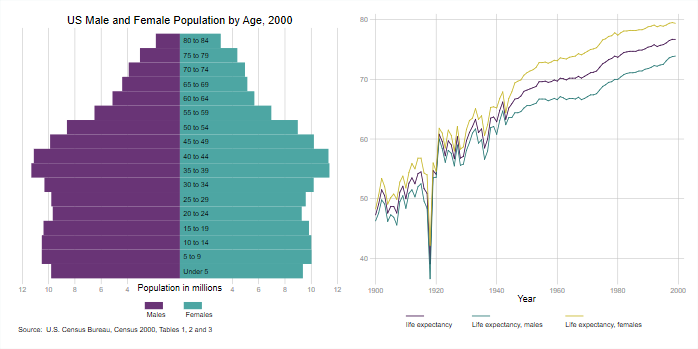 US Male and Female Population by Age, 2000
80 to 84
75 to 79
70 to 74
65 to 69
60 to 64
55 to 59
50 to 54
45 to 49
40 to 44
35 to 39
30 to 34
25 to 29
20 to 24
15 to 19
10 to 14
5 to 9
Under 5
12 10 8 6 4 4 6 8 10 12
Population in millions
Males Females
Source: U.S. Census Bureau, Census 2000, Tables 1, 2 and 3
80
70
60
50
40
1900 1920 1940 1960 1980 2000
Year
life expectancy Life expectancy, males Life expectancy, females